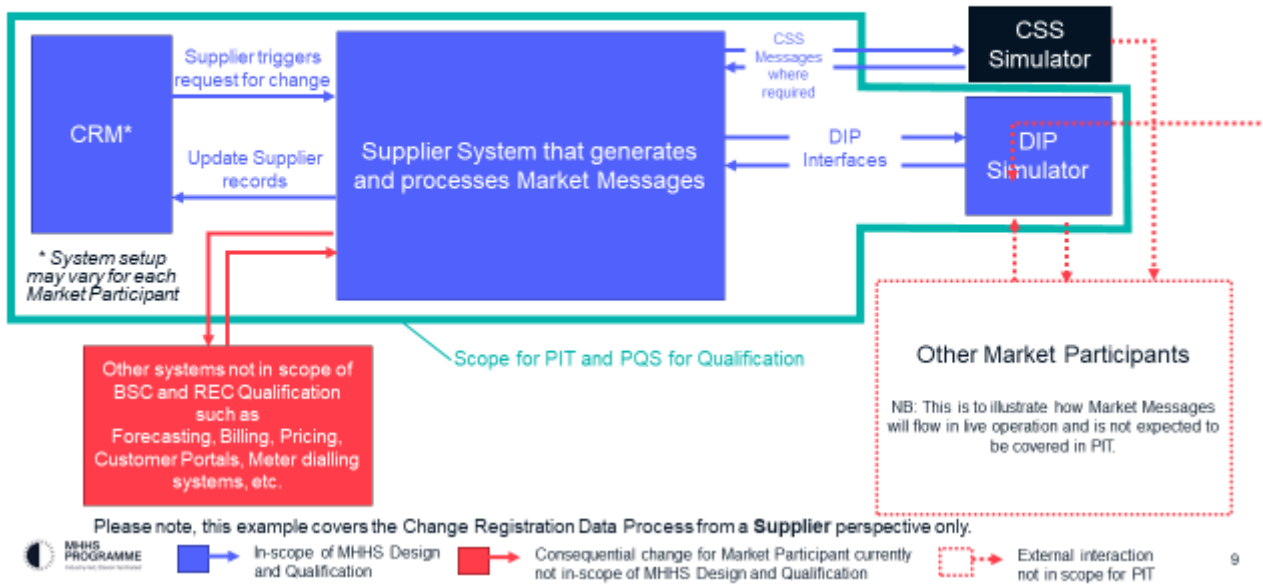 CRM*
Supplier triggers
request for change
Update Supplier
records
Supplier System that generates
and processes Market Messages
CSS
Messages
where
required
DIP
Interfaces
CSS
Simulator
DIP
Simulator
* System setup
may vary for each
Market Participant
Scope for PIT and PQS for Qualification
Other systems not in scope of
BSC and REC Qualification
such as
Forecasting, Billing, Pricing,
Customer Portals, Meter dialling
systems, etc.
Other Market Participants
NB: This is to illustrate how Market Messages
will flow in live operation and is not expected to
be covered in PIT.
Please note, this example covers the Change Registration Data Process from a Supplier perspective only.
MHHS
PROGRAMME
In-scope of MHHS Design
and Qualification
Consequential change for Market Participant currently
not in-scope of MHHS Design and Qualification
External interaction
not in scope for PIT
9